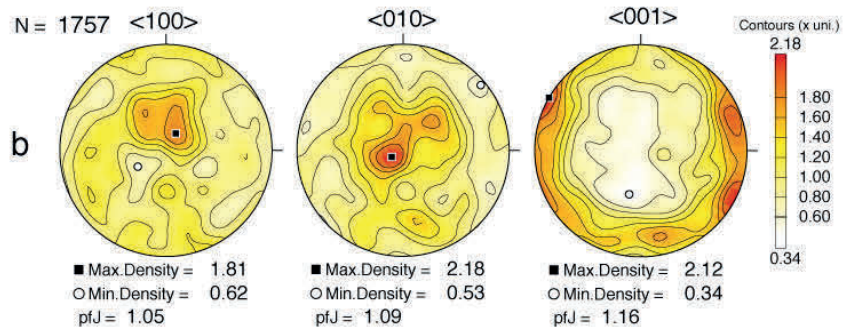 N = 1757
<100>
<010>
<001>
Contours (x uni.)
2.18
1.80
1.60
1.40
1.20
1.00
0.80
0.60
0.34
b
■ Max.Density = 1.81
○ Min.Density = 0.62
pfJ = 1.05
■ Max.Density = 2.18
○ Min.Density = 0.53
pfJ = 1.09
■ Max.Density = 2.12
○ Min.Density = 0.34
pfJ = 1.16